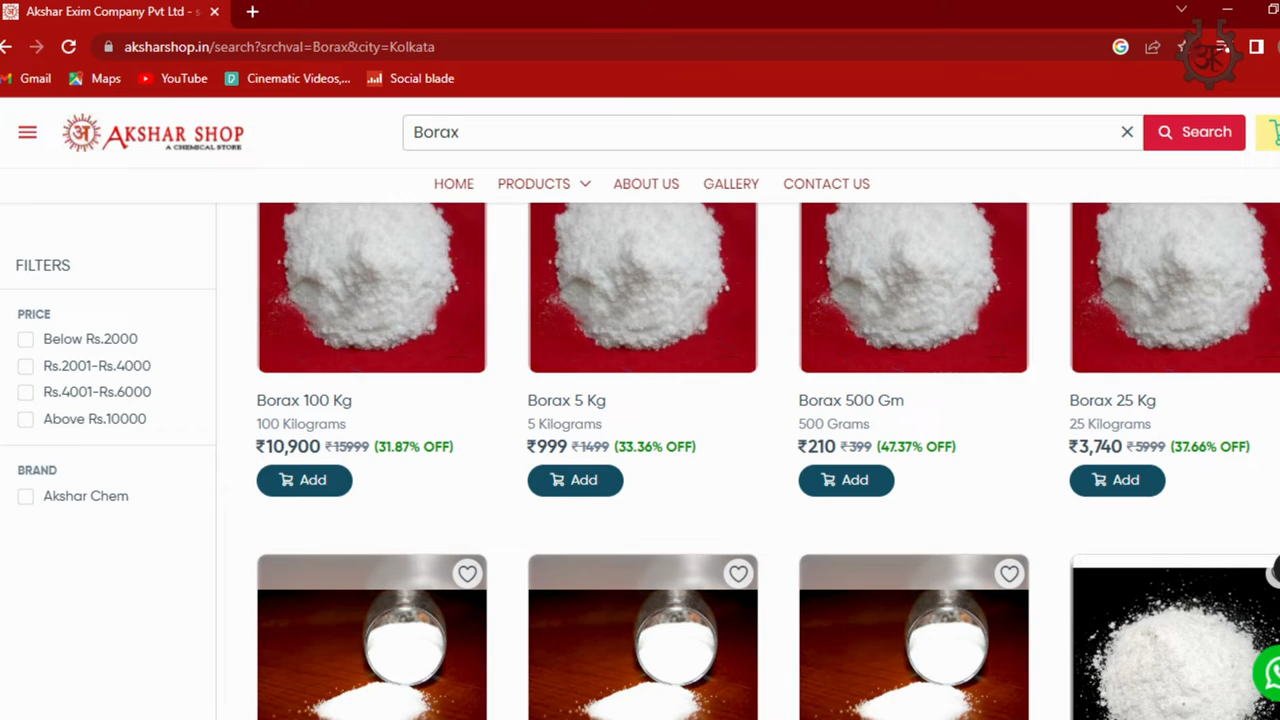 Akshar Exim Company Pvt Ltd - s
aksharshop.in/search?srchval=Borax&city=Kolkata
Gmail
Maps
YouTube
Cinematic Videos,...
Social blade
अ
AKSHAR SHOP
A CHEMICAL STORE
Borax
Search
HOME
PRODUCTS
ABOUT US
GALLERY
CONTACT US
FILTERS
PRICE
Below Rs.2000
Rs.2001-Rs.4000
Rs.4001-Rs.6000
Above Rs.10000
BRAND
Akshar Chem
Borax 100 Kg
100 Kilograms
₹10,900 ₹15999 (31.87% OFF)
Add
Borax 5 Kg
5 Kilograms
₹999 ₹1499 (33.36% OFF)
Add
Borax 500 Gm
500 Grams
₹210 ₹399 (47.37% OFF)
Add
Borax 25 Kg
25 Kilograms
₹3,740 ₹5999 (37.66% OFF)
Add